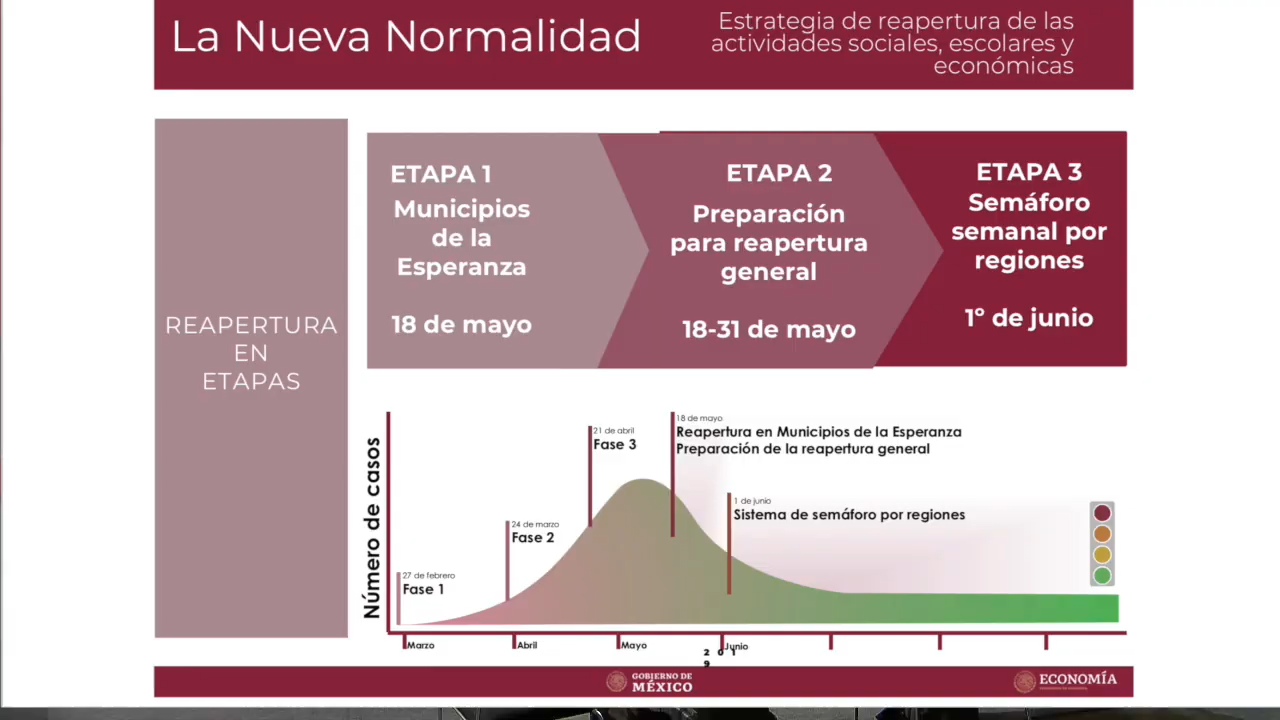 La Nueva Normalidad
Estrategia de reapertura de las
actividades sociales, escolares y
económicas
REAPERTURA
EN
ETAPAS
ETAPA 1
Municipios
de la
Esperanza
18 de mayo
ETAPA 2
Preparación
para reapertura
general
18-31 de mayo
ETAPA 3
Semáforo
semanal por
regiones
1º de junio
Número de casos
27 de febrero
Fase 1
24 de marzo
Fase 2
21 de abril
Fase 3
18 de mayo
Reapertura en Municipios de la Esperanza
Preparación de la reapertura general
1 de junio
Sistema de semáforo por regiones
Marzo
Abril
Mayo
Junio
2 0 1
9
GOBIERNO DE
MÉXICO
ECONOMÍA